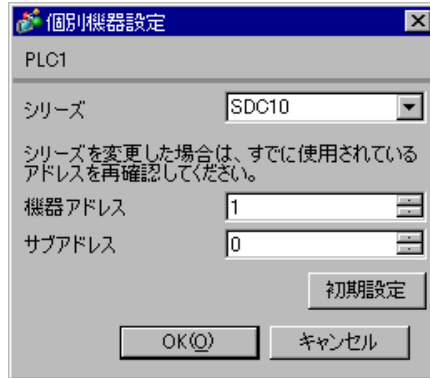 個別機器設定
PLC1
シリーズ SDC10
シリーズを変更した場合は、すでに使用されている
アドレスを再確認してください。
機器アドレス 1
サブアドレス 0
初期設定
OK(O) キャンセル